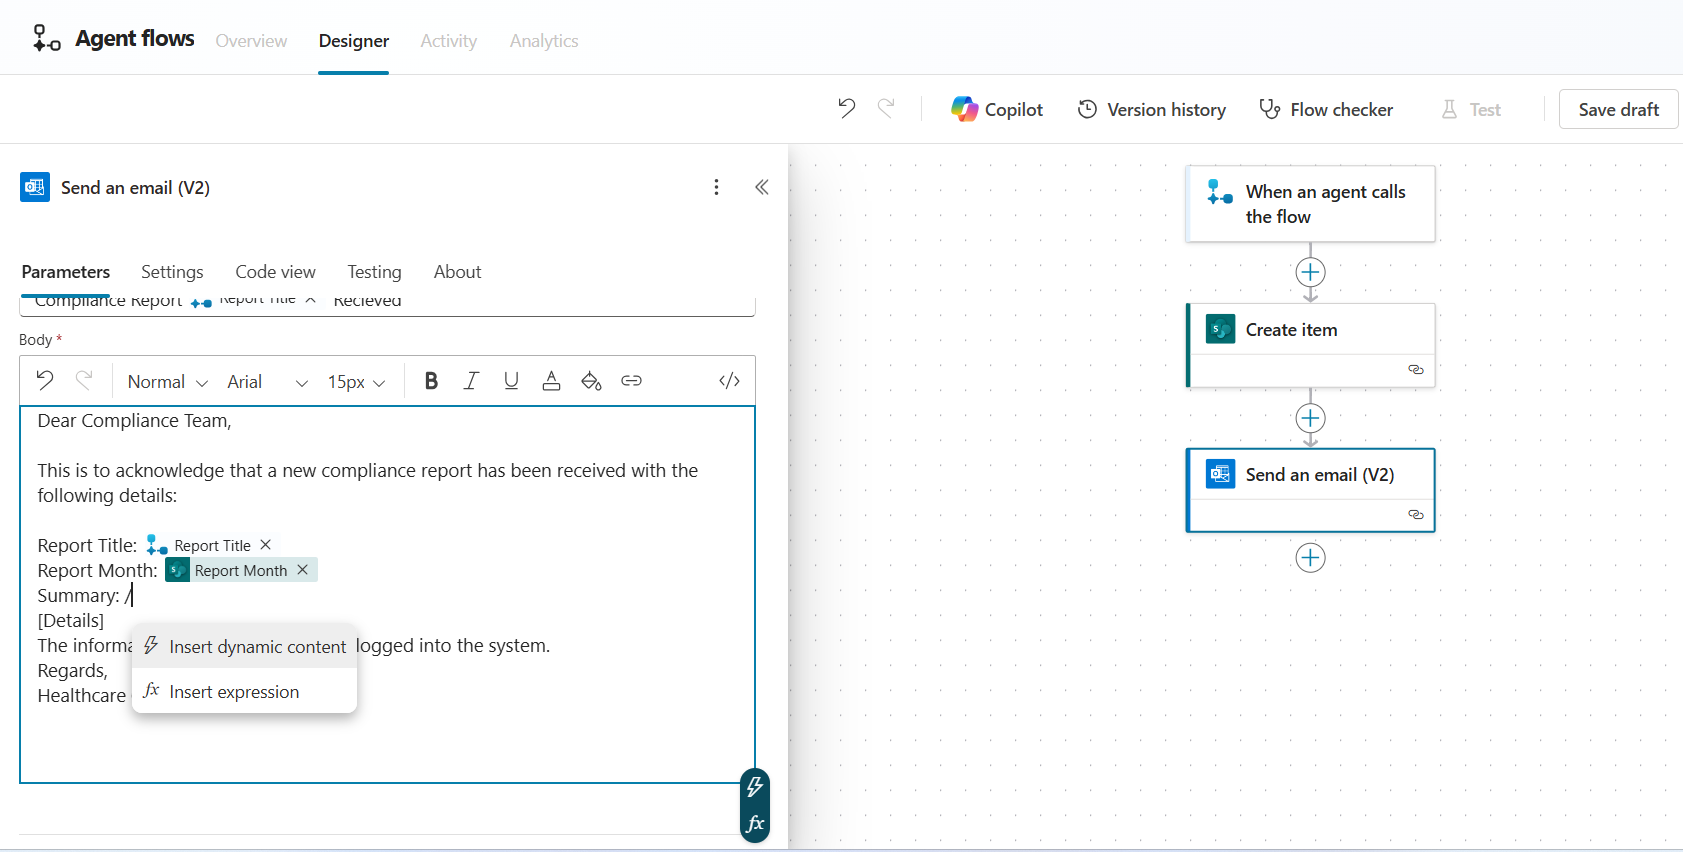 Agent flows Overview Designer Activity Analytics
Copilot Version history Flow checker Test Save draft
Send an email (V2)
Parameters Settings Code view Testing About
Compliance Report Report Title Recieved
Body *
Normal Arial 15px B I U A </>
Dear Compliance Team,
This is to acknowledge that a new compliance report has been received with the
following details:
Report Title: Report Title
Report Month: Report Month
Summary: /
[Details]
The informa logged into the system.
Regards,
Healthcare
Insert dynamic content
fx Insert expression
fx
When an agent calls
the flow
Create item
Send an email (V2)